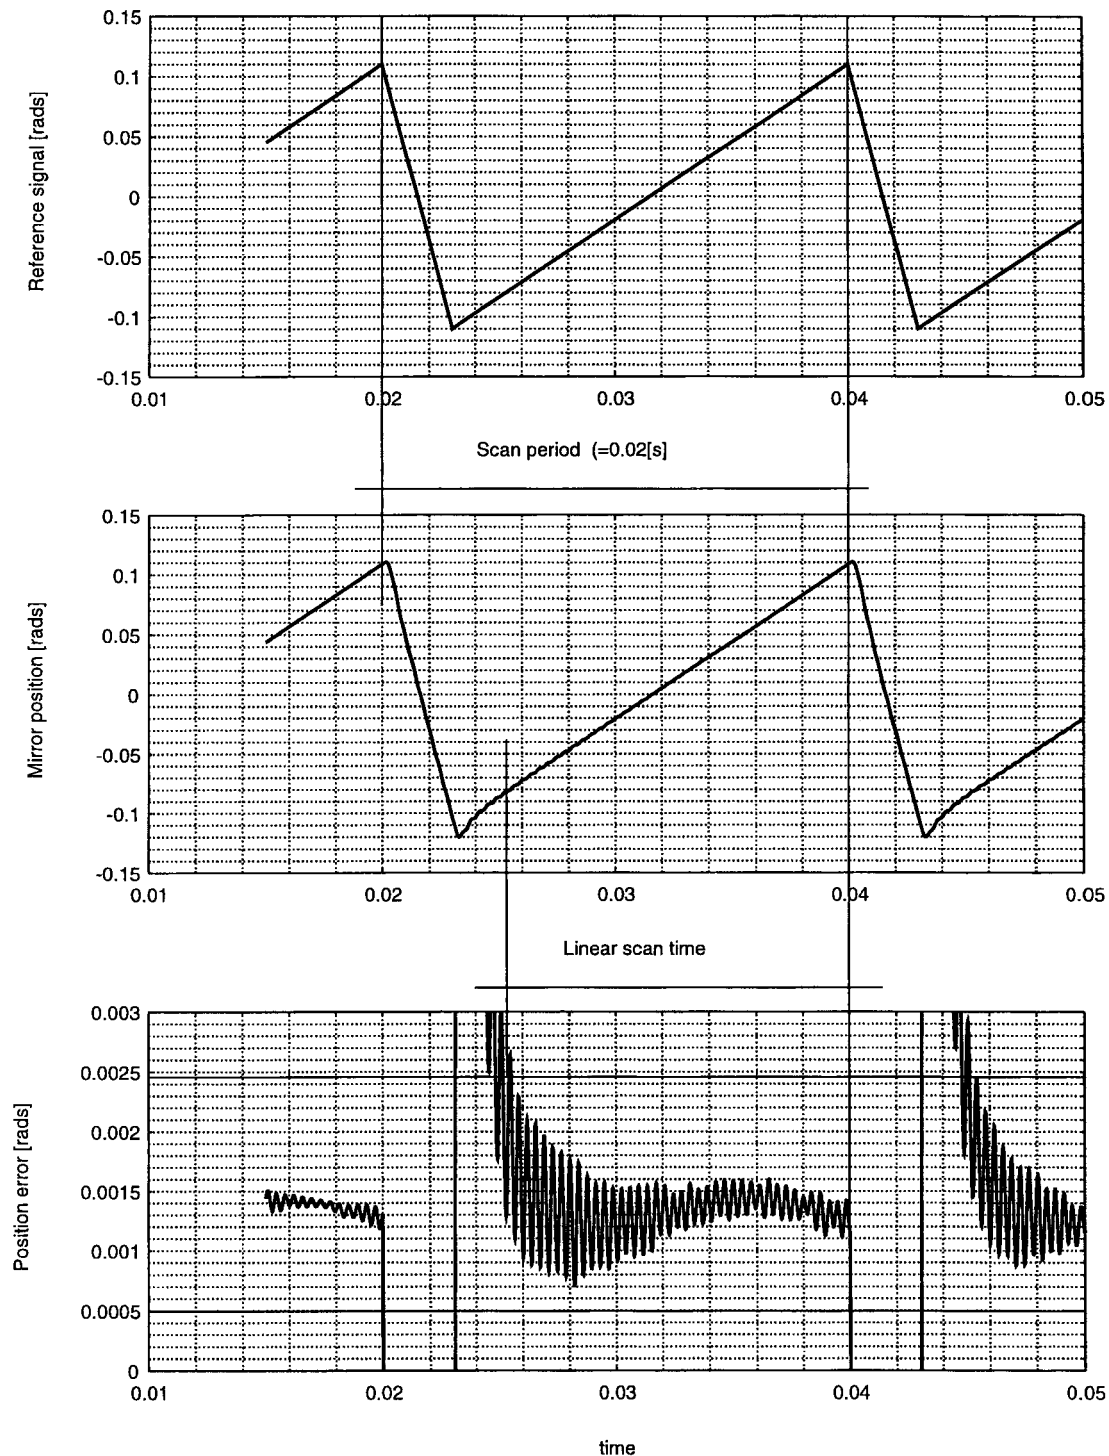 Reference signal [rads]
0.15
0.1
0.05
0
-0.05
-0.1
-0.15
0.01 0.02 0.03 0.04 0.05
Scan period (=0.02[s]
Mirror position [rads]
0.15
0.1
0.05
0
-0.05
-0.1
-0.15
0.01 0.02 0.03 0.04 0.05
Linear scan time
Position error [rads]
0.003
0.0025
0.002
0.0015
0.001
0.0005
0
0.01 0.02 0.03 0.04 0.05
time